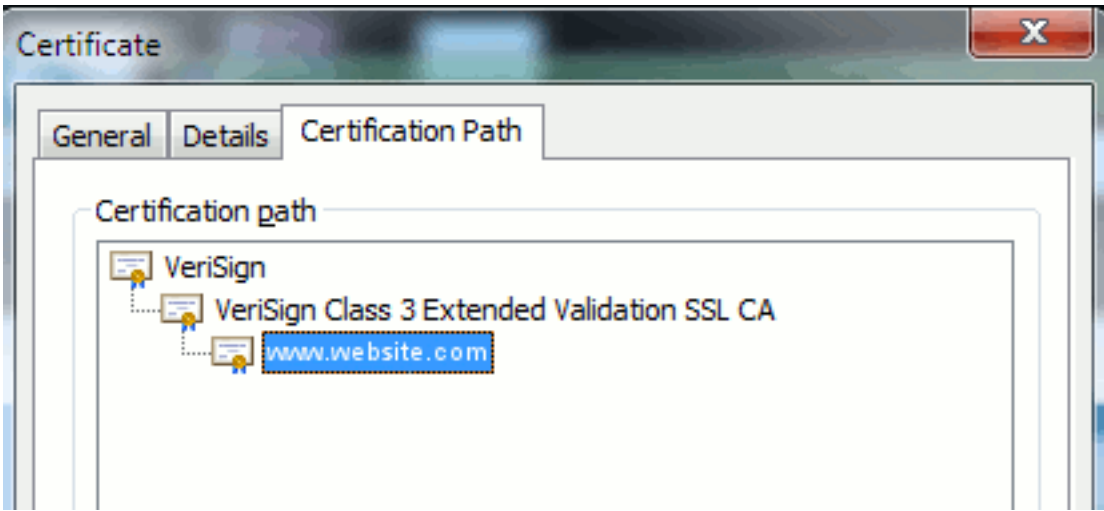 Certificate
General Details Certification Path
Certification path
VeriSign
VeriSign Class 3 Extended Validation SSL CA
www.website.com